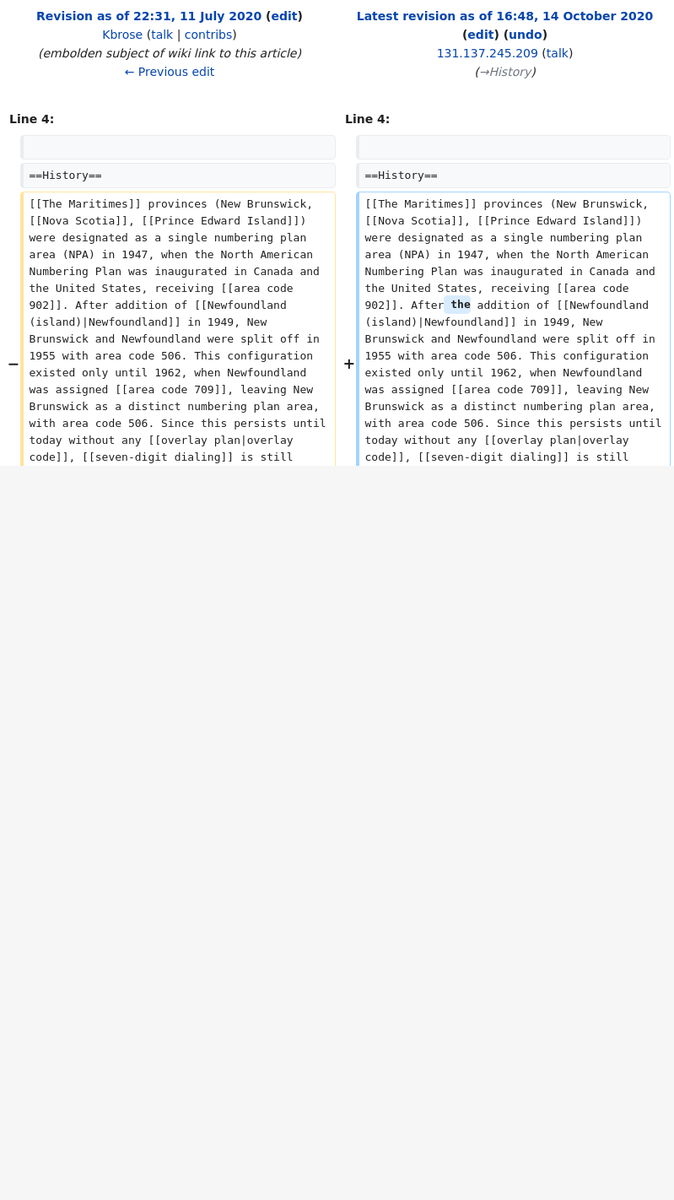 Revision as of 22:31, 11 July 2020 (edit)
Kbrose (talk | contribs)
(embolden subject of wiki link to this article)
← Previous edit
Latest revision as of 16:48, 14 October 2020
(edit) (undo)
131.137.245.209 (talk)
(→History)
Line 4:
Line 4:
==History==
==History==
−
[[The Maritimes]] provinces (New Brunswick,
[[Nova Scotia]], [[Prince Edward Island]])
were designated as a single numbering plan
area (NPA) in 1947, when the North American
Numbering Plan was inaugurated in Canada and
the United States, receiving [[area code
902]]. After addition of [[Newfoundland
(island)|Newfoundland]] in 1949, New
Brunswick and Newfoundland were split off in
1955 with area code 506. This configuration
existed only until 1962, when Newfoundland
was assigned [[area code 709]], leaving New
Brunswick as a distinct numbering plan area,
with area code 506. Since this persists until
today without any [[overlay plan|overlay
code]], [[seven-digit dialing]] is still
+
[[The Maritimes]] provinces (New Brunswick,
[[Nova Scotia]], [[Prince Edward Island]])
were designated as a single numbering plan
area (NPA) in 1947, when the North American
Numbering Plan was inaugurated in Canada and
the United States, receiving [[area code
902]]. After the addition of [[Newfoundland
(island)|Newfoundland]] in 1949, New
Brunswick and Newfoundland were split off in
1955 with area code 506. This configuration
existed only until 1962, when Newfoundland
was assigned [[area code 709]], leaving New
Brunswick as a distinct numbering plan area,
with area code 506. Since this persists until
today without any [[overlay plan|overlay
code]], [[seven-digit dialing]] is still